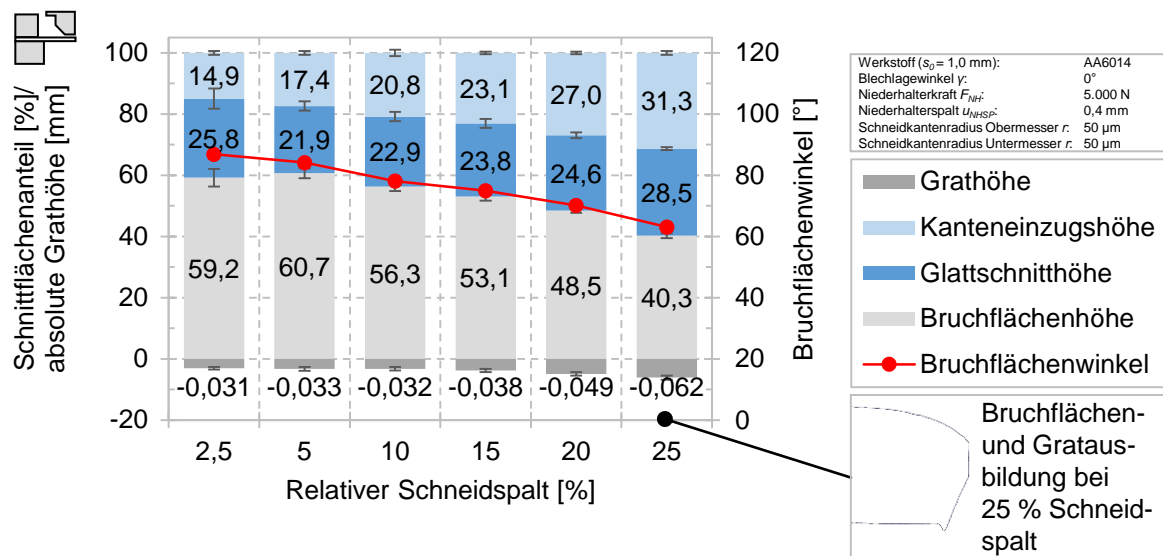 Schnittflächenanteil [%]/
absolute Grathöhe [mm]
100
80
60
40
20
0
-20
14,9
17,4
20,8
23,1
27,0
31,3
25,8
21,9
22,9
23,8
24,6
28,5
59,2
60,7
56,3
53,1
48,5
40,3
-0,031
-0,033
-0,032
-0,038
-0,049
-0,062
2,5
5
10
15
20
25
Relativer Schneidspalt [%]
120
100
80
60
40
20
0
Bruchflächenwinkel [°]
Werkstoff (s0 = 1,0 mm): AA6014
Blechlagewinkel γ: 0°
Niederhalterkraft FNH: 5.000 N
Niederhalterspalt uNHSP: 0,4 mm
Schneidkantenradius Obermesser r: 50 µm
Schneidkantenradius Untermesser r: 50 µm
Grathöhe
Kanteneinzugshöhe
Glattschnitthöhe
Bruchflächenhöhe
Bruchflächenwinkel
Bruchflächen-
und Grataus-
bildung bei
25 % Schneid-
spalt